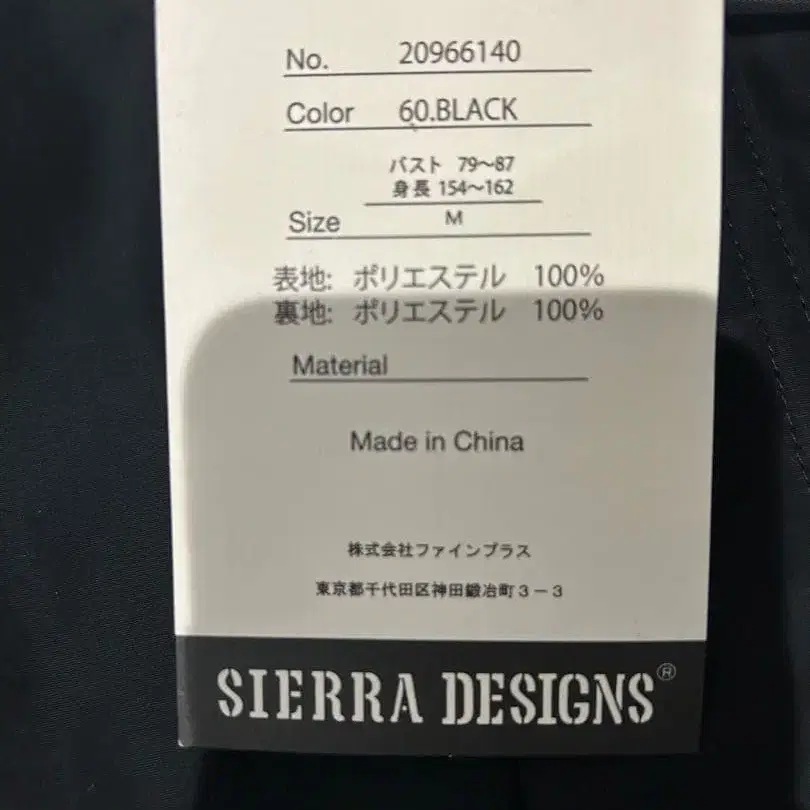 No. 20966140
Color 60.BLACK
バスト 79〜87
身長 154〜162
Size M
表地: ポリエステル 100%
裏地: ポリエステル 100%
Material
Made in China
株式会社ファインプラス
東京都千代田区神田鍛冶町3-3
SIERRA DESIGNS®